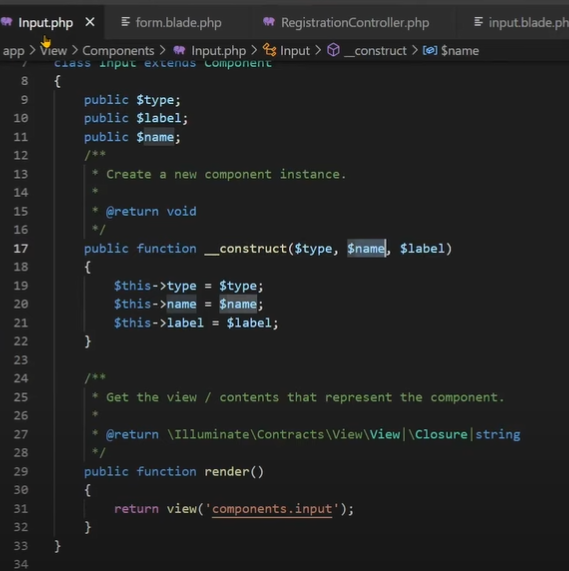 Input.php
form.blade.php
RegistrationController.php
input.blade.ph
app > View > Components > Input.php > Input > __construct > $name
7 class Input extends Component
8 {
9 public $type;
10 public $label;
11 public $name;
12 /**
13 * Create a new component instance.
14 *
15 * @return void
16 */
17 public function __construct($type, $name, $label)
18 {
19 $this->type = $type;
20 $this->name = $name;
21 $this->label = $label;
22 }
23
24 /**
25 * Get the view / contents that represent the component.
26 *
27 * @return \Illuminate\Contracts\View\View|\Closure|string
28 */
29 public function render()
30 {
31 return view('components.input');
32 }
33 }
34